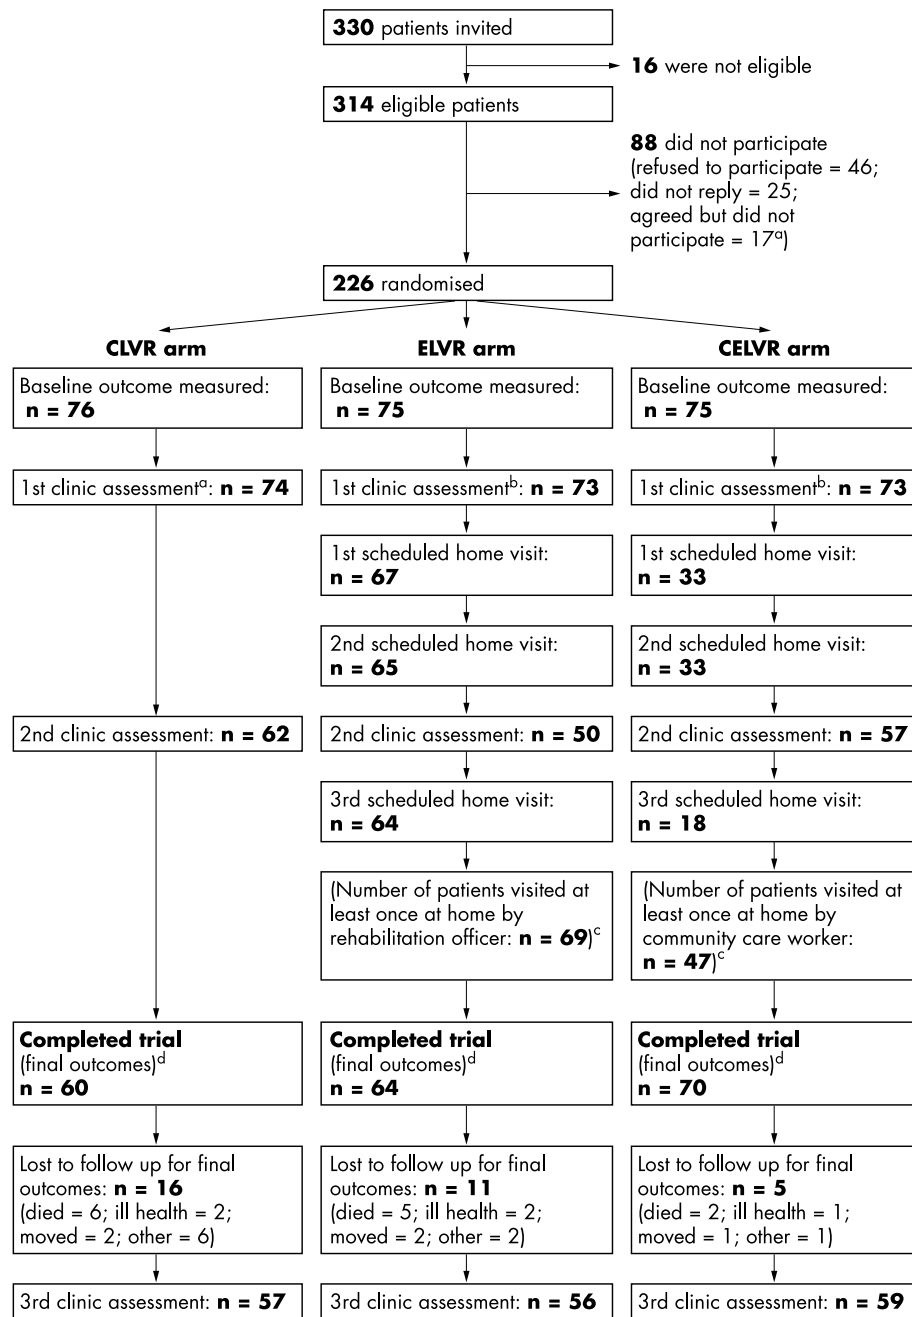 330 patients invited
16 were not eligible
314 eligible patients
88 did not participate
(refused to participate = 46;
did not reply = 25;
agreed but did not
participate = 17a)
226 randomised
CLVR arm
Baseline outcome measured:
n = 76
1st clinic assessmenta: n = 74
2nd clinic assessment: n = 62
Completed trial
(final outcomes)d
n = 60
Lost to follow up for final
outcomes: n = 16
(died = 6; ill health = 2;
moved = 2; other = 6)
3rd clinic assessment: n = 57
ELVR arm
Baseline outcome measured:
n = 75
1st clinic assessmentb: n = 73
1st scheduled home visit:
n = 67
2nd scheduled home visit:
n = 65
2nd clinic assessment: n = 50
3rd scheduled home visit:
n = 64
(Number of patients visited at
least once at home by
rehabilitation officer: n = 69)c
Completed trial
(final outcomes)d
n = 64
Lost to follow up for final
outcomes: n = 11
(died = 5; ill health = 2;
moved = 2; other = 2)
3rd clinic assessment: n = 56
CELVR arm
Baseline outcome measured:
n = 75
1st clinic assessmentb: n = 73
1st scheduled home visit:
n = 33
2nd scheduled home visit:
n = 33
2nd clinic assessment: n = 57
3rd scheduled home visit:
n = 18
(Number of patients visited at
least once at home by
community care worker:
n = 47)c
Completed trial
(final outcomes)d
n = 70
Lost to follow up for final
outcomes: n = 5
(died = 2; ill health = 1;
moved = 1; other = 1)
3rd clinic assessment: n = 59